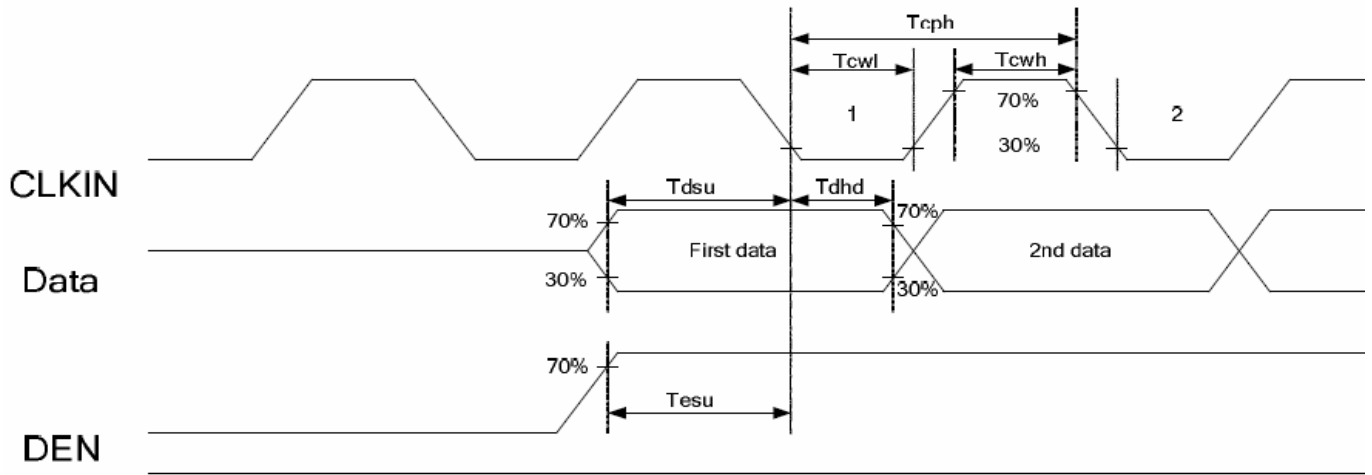 Tcph
Tcwl
Tcwh
1
70%
2
30%
CLKIN
Tdsu
Tdhd
70%
70%
First data
2nd data
Data
30%
30%
70%
Tesu
DEN